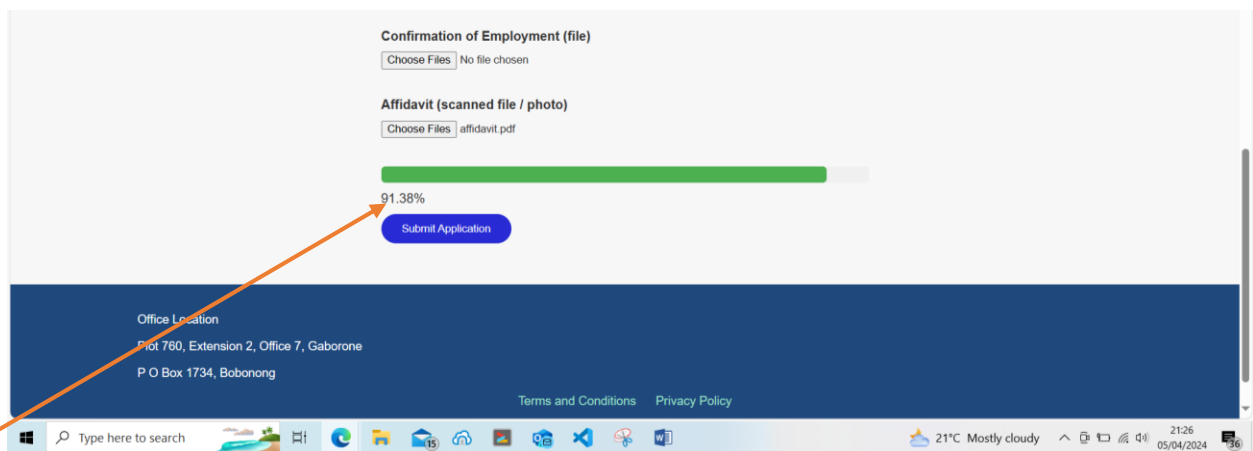 Confirmation of Employment (file)
Choose Files No file chosen
Affidavit (scanned file / photo)
Choose Files affidavit.pdf
91.38%
Submit Application
Office Location
Plot 760, Extension 2, Office 7, Gaborone
P O Box 1734, Bobonong
Terms and Conditions Privacy Policy
Type here to search 15 21°C Mostly cloudy 21:26
05/04/2024 36